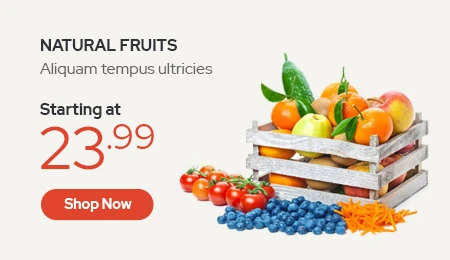 NATURAL FRUITS
Aliquam tempus ultricies
Starting at
23.99
Shop Now